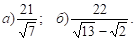 а) 21/√7; б) 22/(√13 − √2).